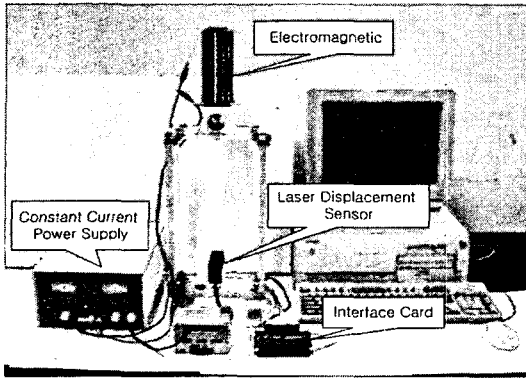 Electromagnetic
Laser Displacement
Sensor
Constant Current
Power Supply
Interface Card